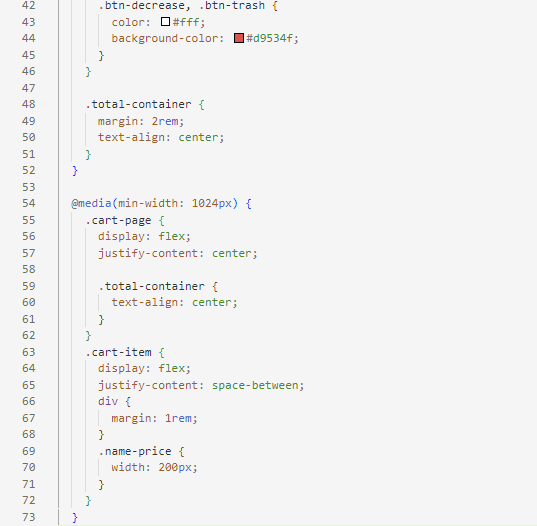 42 .btn-decrease, .btn-trash {
43 color: #fff;
44 background-color: #d9534f;
45 }
46 }
47
48 .total-container {
49 margin: 2rem;
50 text-align: center;
51 }
52 }
53
54 @media(min-width: 1024px) {
55 .cart-page {
56 display: flex;
57 justify-content: center;
58
59 .total-container {
60 text-align: center;
61 }
62 }
63 .cart-item {
64 display: flex;
65 justify-content: space-between;
66 div {
67 margin: 1rem;
68 }
69 .name-price {
70 width: 200px;
71 }
72 }
73 }